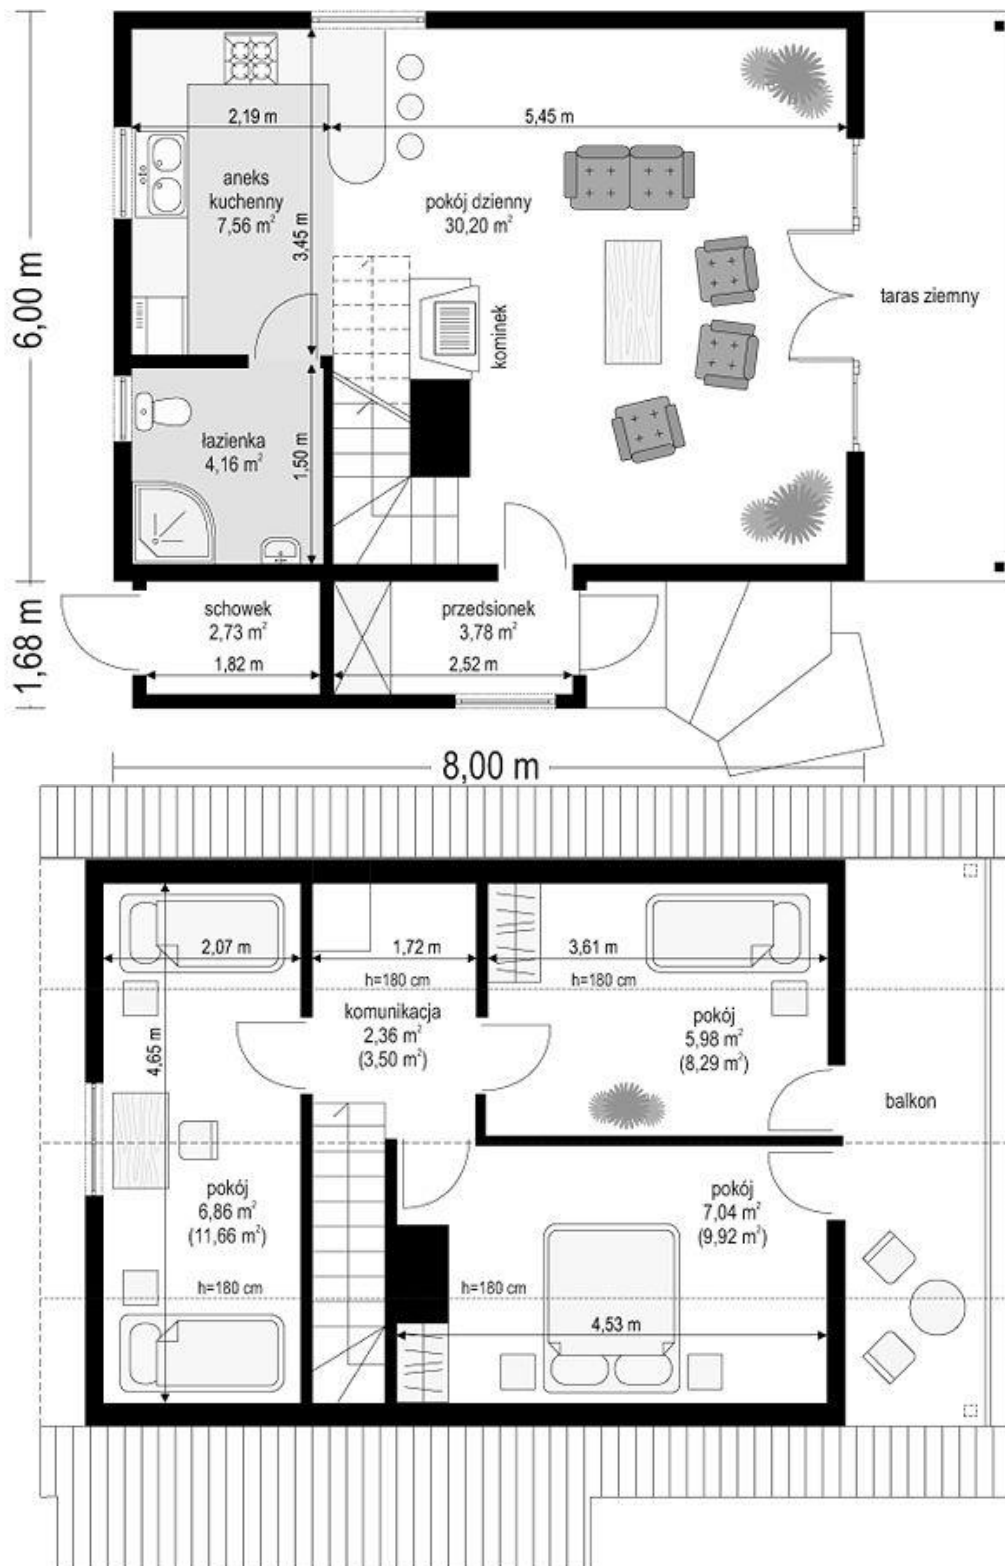 2,19 m
5,45 m
aneks
kuchenny
7,56 m²
3,45 m
pokój dzienny
30,20 m²
6,00 m
taras ziemny
kominek
łazienka
4,16 m²
1,50 m
1,68 m
schowek
2,73 m²
1,82 m
przedsionek
3,78 m²
2,52 m
8,00 m
2,07 m
1,72 m
3,61 m
h=180 cm
h=180 cm
komunikacja
2,36 m²
(3,50 m²)
4,65 m
pokój
5,98 m²
(8,29 m²)
balkon
pokój
6,86 m²
(11,66 m²)
pokój
7,04 m²
(9,92 m²)
h=180 cm
h=180 cm
4,53 m